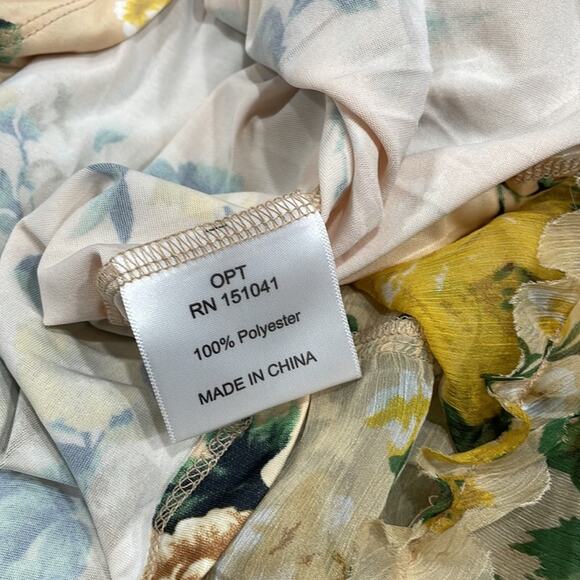 OPT
RN 151041
100% Polyester
MADE IN CHINA